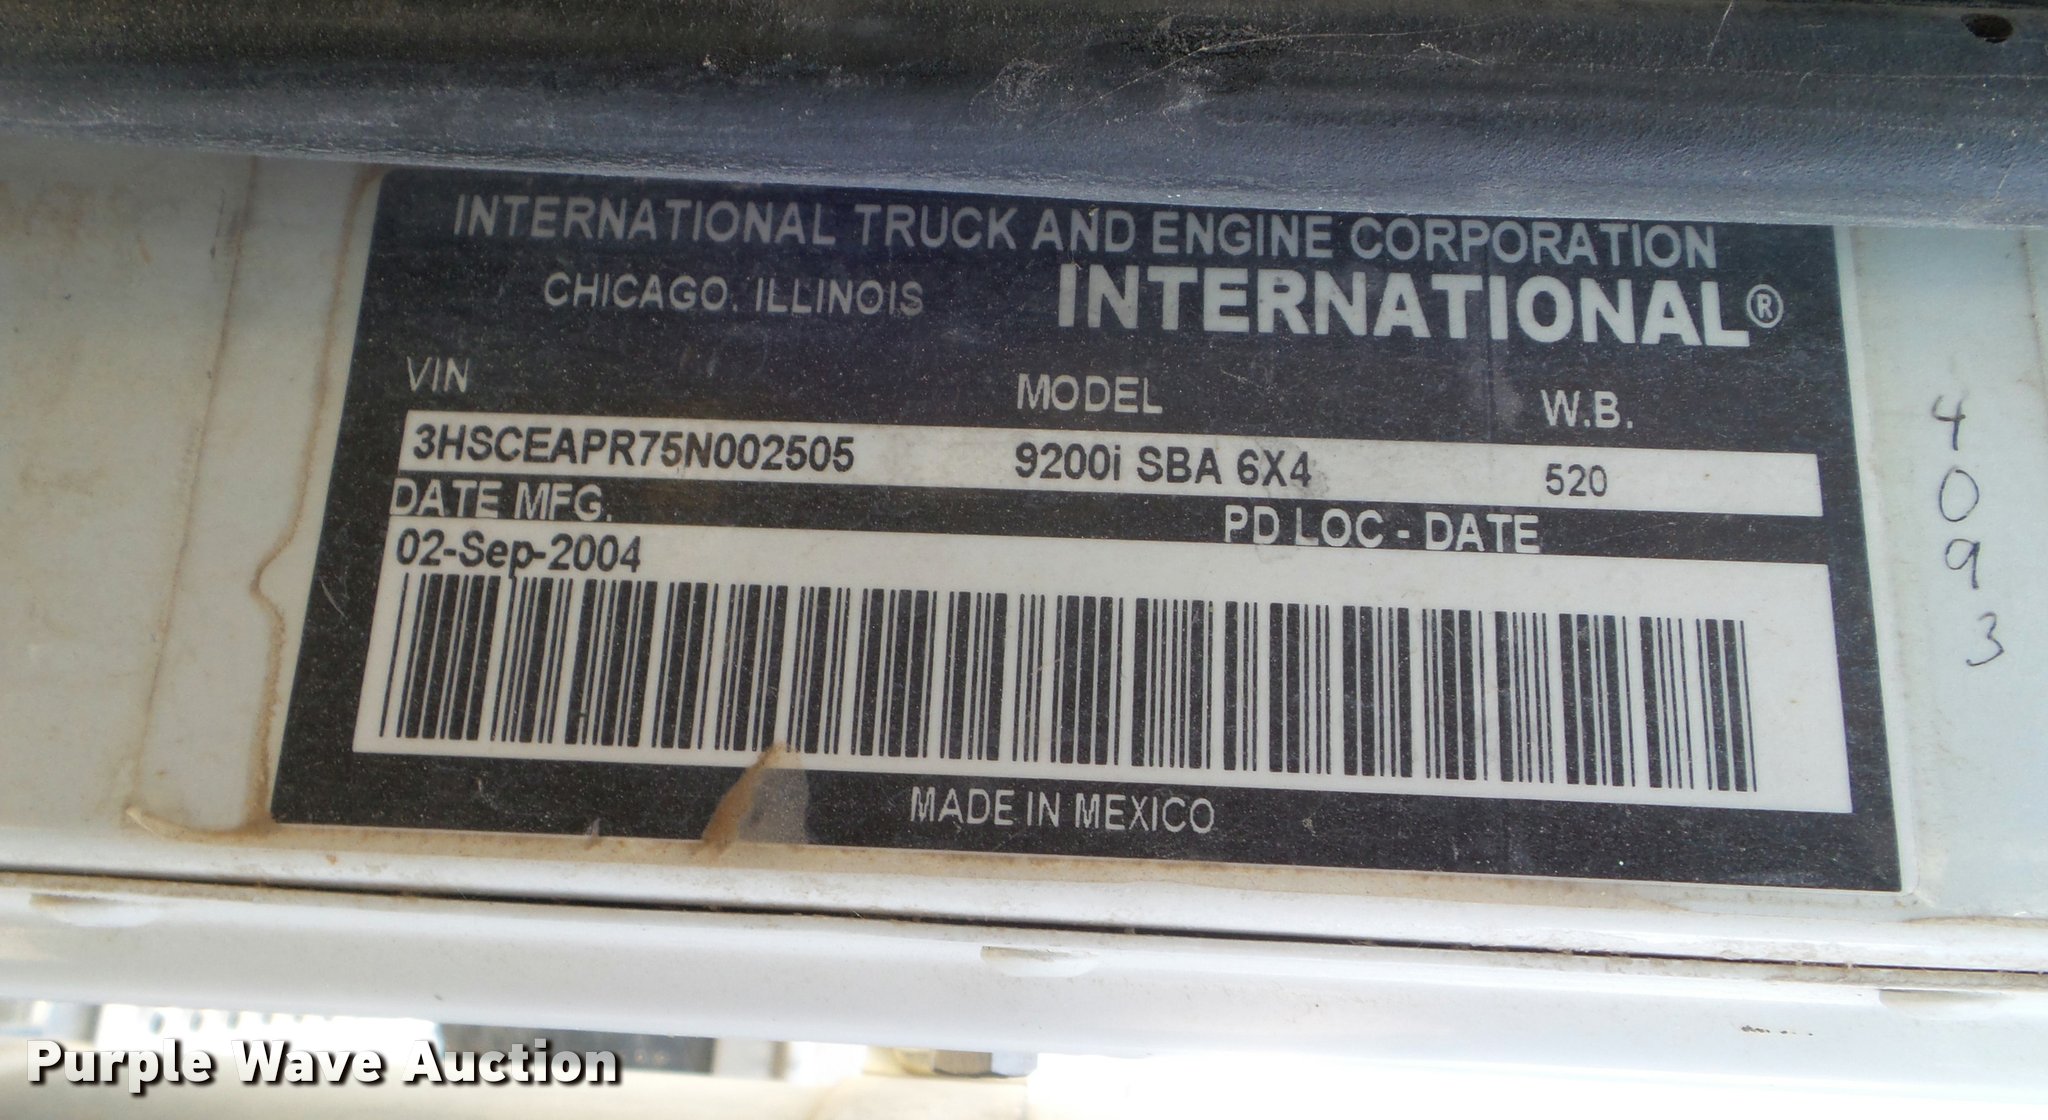 INTERNATIONAL TRUCK AND ENGINE CORPORATION
CHICAGO, ILLINOIS INTERNATIONAL®
VIN MODEL W.B.
3HSCEAPR75N002505 9200i SBA 6X4 520
DATE MFG. PD LOC - DATE
02-Sep-2004
MADE IN MEXICO
4
0
9
3
Purple Wave Auction